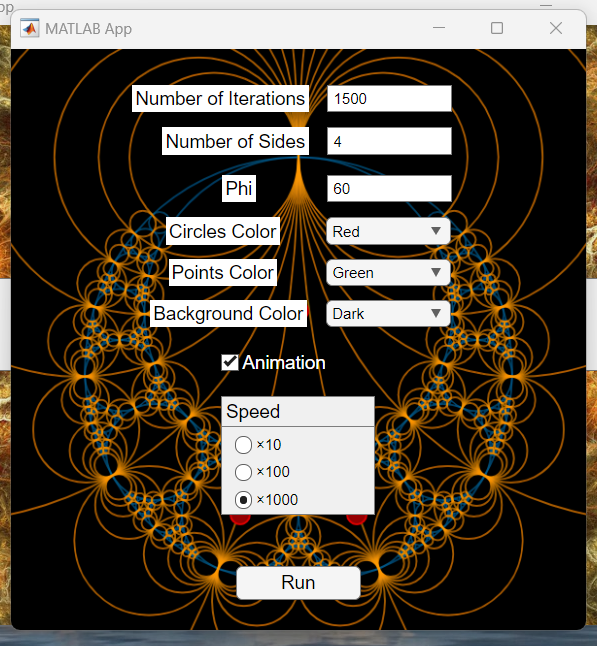 pp
MATLAB App
Number of Iterations 1500
Number of Sides 4
Phi 60
Circles Color Red
Points Color Green
Background Color Dark
Animation
Speed
×10
×100
×1000
Run